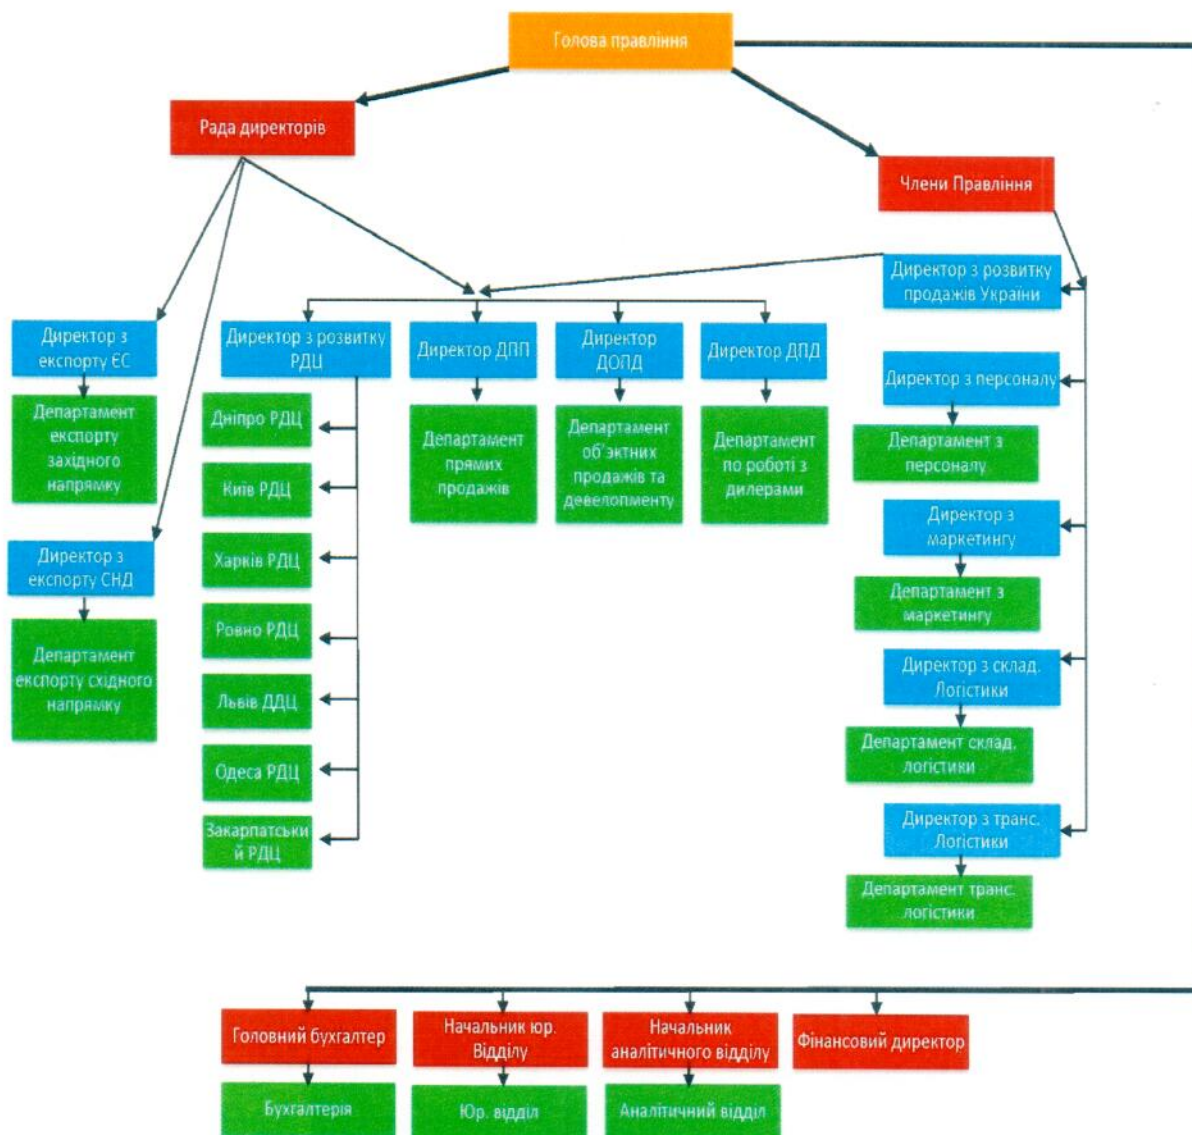 Голова правління
Рада директорів
Члени Правління
Директор з розвитку
продажів України
Директор з
експорту ЄС
Директор з розвитку
РДЦ
Директор ДПП
Директор
ДОПД
Директор ДПД
Директор з персоналу
Департамент
експорту
західного
напрямку
Дніпро РДЦ
Департамент
прямих
продажів
Департамент
об'эктних
продажів та
девелопменту
Департамент
по роботі з
дилерами
Департамент з
персоналу
Київ РДЦ
Директор з
маркетингу
Директор з
експорту СНД
Харків РДЦ
Департамент з
маркетингу
Ровно РДЦ
Департамент
експорту східного
напрямку
Директор з склад.
Логістики
Львів ДДЦ
Департамент склад.
логістики
Одеса РДЦ
Закарпатськи
й РДЦ
Директор з транс.
Логістики
Департамент транс.
логістики
Головний бухгалтер
Начальник юр.
Відділу
Начальник
аналітичного відділу
Фінансовий директор
Бухгалтерія
Юр. відділ
Аналітичний відділ